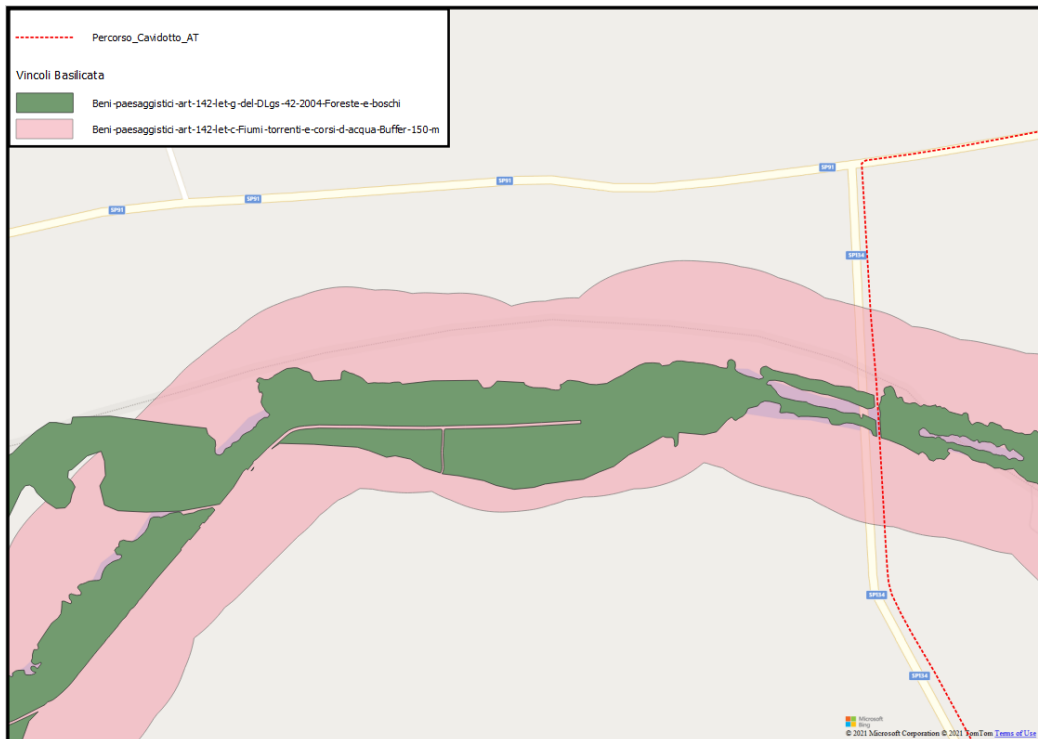 Percorso_Cavidotto_AT
Vincoli Basilicata
Beni-paesaggistici-art-142-let-g-del-DLgs-42-2004-Foreste-e-boschi
Beni-paesaggistici-art-142-let-c-Fiumi-torrenti-e-corsi-d-acqua-Buffer-150-m
SP91
SP91
SP91
SP91
SP154
SP154
SP154
Microsoft
Bing
© 2021 Microsoft Corporation © 2021 TomTom Terms of Use